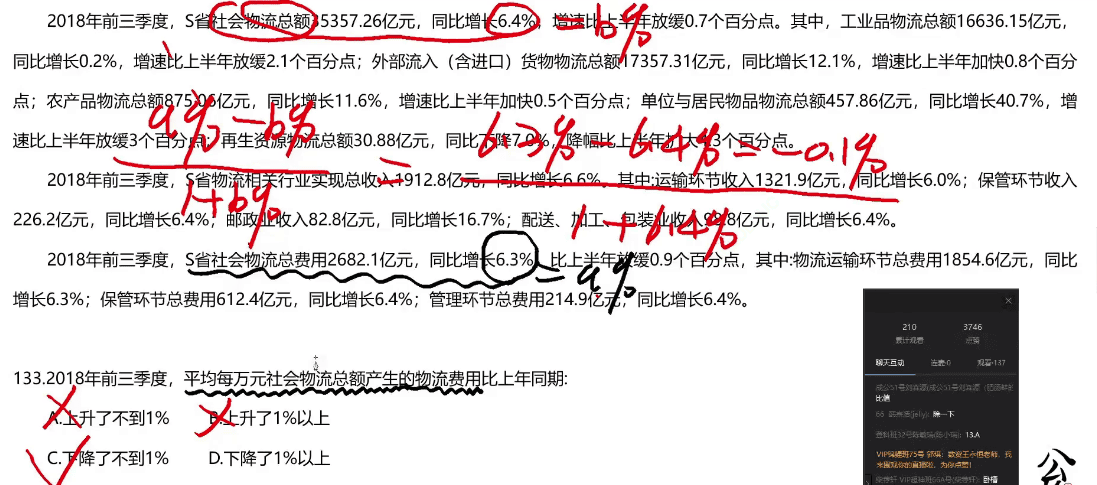 2018年前三季度，S省社会物流总额35357.26亿元，同比增长6.4%，增速比上半年放缓0.7个百分点。其中，工业品物流总额16636.15亿元，
=b%
同比增长0.2%，增速比上半年放缓2.1个百分点；外部流入（含进口）货物物流总额17357.31亿元，同比增长12.1%，增速比上半年加快0.8个百分
点；农产品物流总额875.06亿元，同比增长11.6%，增速比上半年加快0.5个百分点；单位与居民物品物流总额457.86亿元，同比增长40.7%，增
a%-b%
速比上半年放缓3个百分点；再生资源物流总额30.88亿元，同比下降7.0%，降幅比上半年扩大4.3个百分点。
= 6.3%-6.4%=-0.1%
2018年前三季度，S省物流相关行业实现总收入1912.8亿元，同比增长6.6%。其中:运输环节收入1321.9亿元，同比增长6.0%；保管环节收入
1+b%
1+6.4%
226.2亿元，同比增长6.4%；邮政业收入82.8亿元，同比增长16.7%；配送、加工、包装业收入98.8亿元，同比增长6.4%。
2018年前三季度，S省社会物流总费用2682.1亿元，同比增长6.3%，比上半年放缓0.9个百分点，其中:物流运输环节总费用1854.6亿元，同比
=a%
增长6.3%；保管环节总费用612.4亿元，同比增长6.4%；管理环节总费用214.9亿元，同比增长6.4%。
210 3746
累计观看 点赞
133.2018年前三季度，平均每万元社会物流总额产生的物流费用比上年同期:
聊天互动 连麦·0 观看·137
比值
A.上升了不到1% B.上升了1%以上
除一下
13.A
C.下降了不到1% D.下降了1%以上
卧槽
公